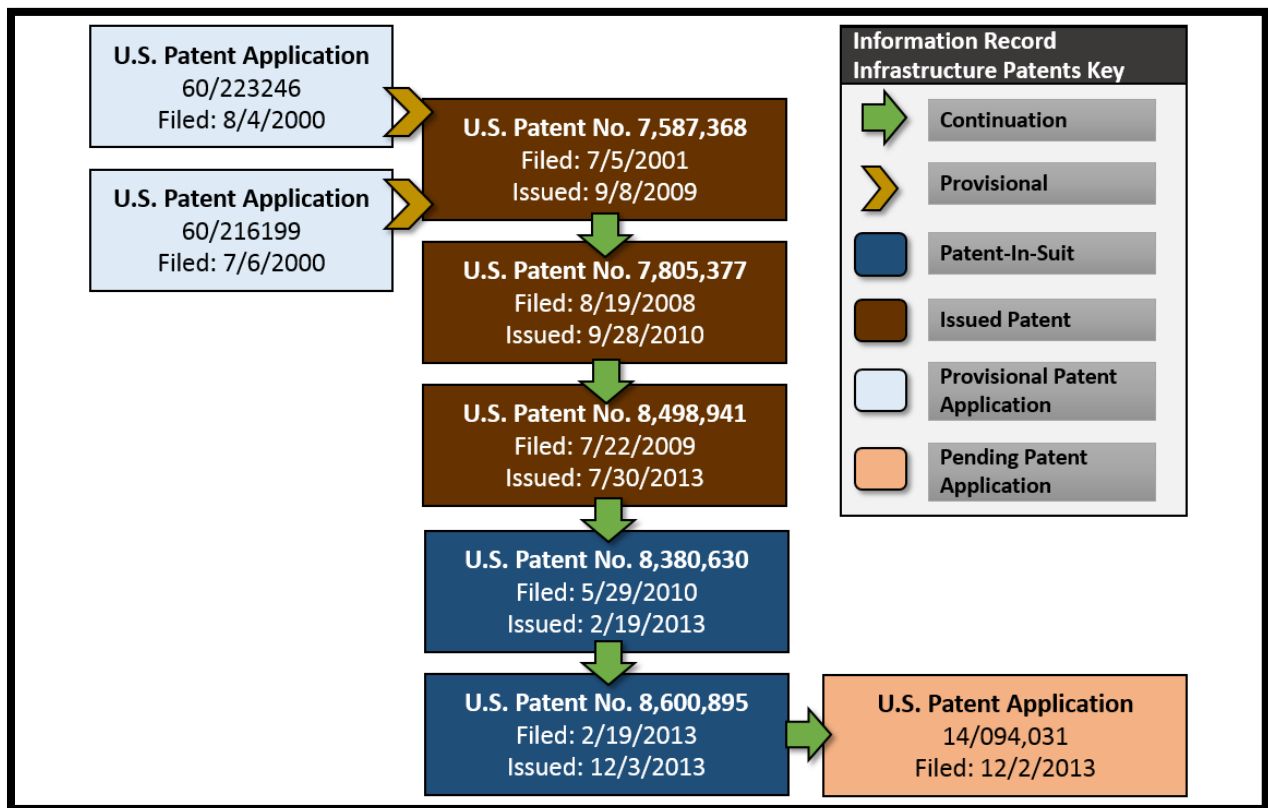 U.S. Patent Application
60/223246
Filed: 8/4/2000
U.S. Patent Application
60/216199
Filed: 7/6/2000
U.S. Patent No. 7,587,368
Filed: 7/5/2001
Issued: 9/8/2009
U.S. Patent No. 7,805,377
Filed: 8/19/2008
Issued: 9/28/2010
U.S. Patent No. 8,498,941
Filed: 7/22/2009
Issued: 7/30/2013
U.S. Patent No. 8,380,630
Filed: 5/29/2010
Issued: 2/19/2013
U.S. Patent No. 8,600,895
Filed: 2/19/2013
Issued: 12/3/2013
U.S. Patent Application
14/094,031
Filed: 12/2/2013
Information Record
Infrastructure Patents Key
Continuation
Provisional
Patent-In-Suit
Issued Patent
Provisional Patent
Application
Pending Patent
Application